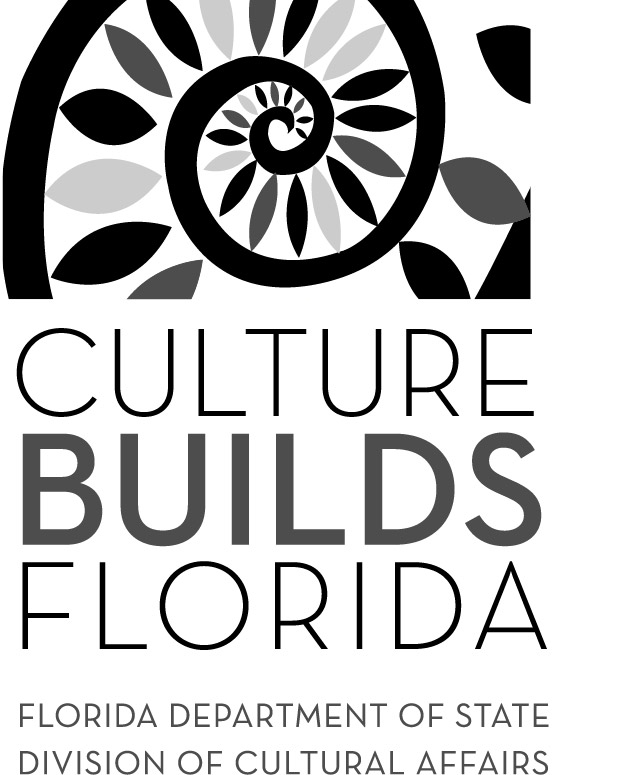 CULTURE
BUILDS
FLORIDA
FLORIDA DEPARTMENT OF STATE
DIVISION OF CULTURAL AFFAIRS